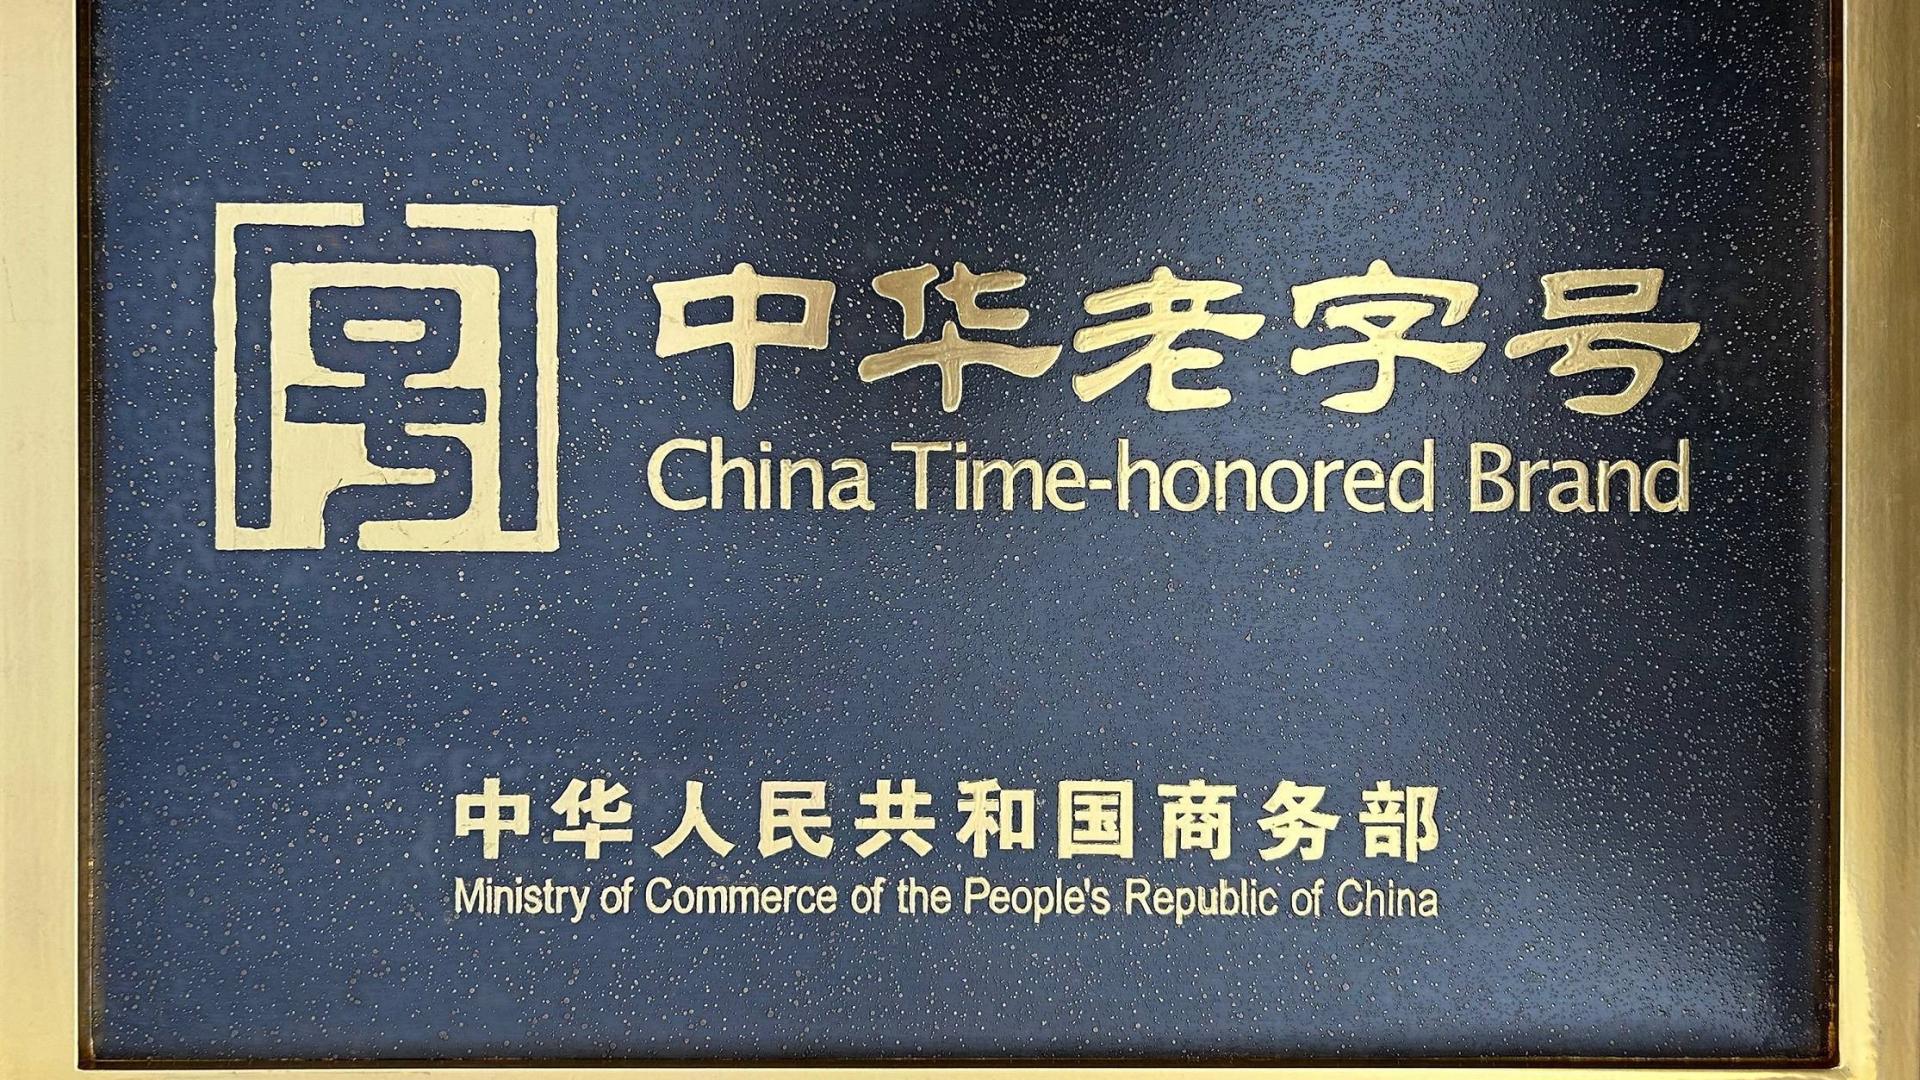 中华老字号
China Time-honored Brand
中华人民共和国商务部
Ministry of Commerce of the People's Republic of China